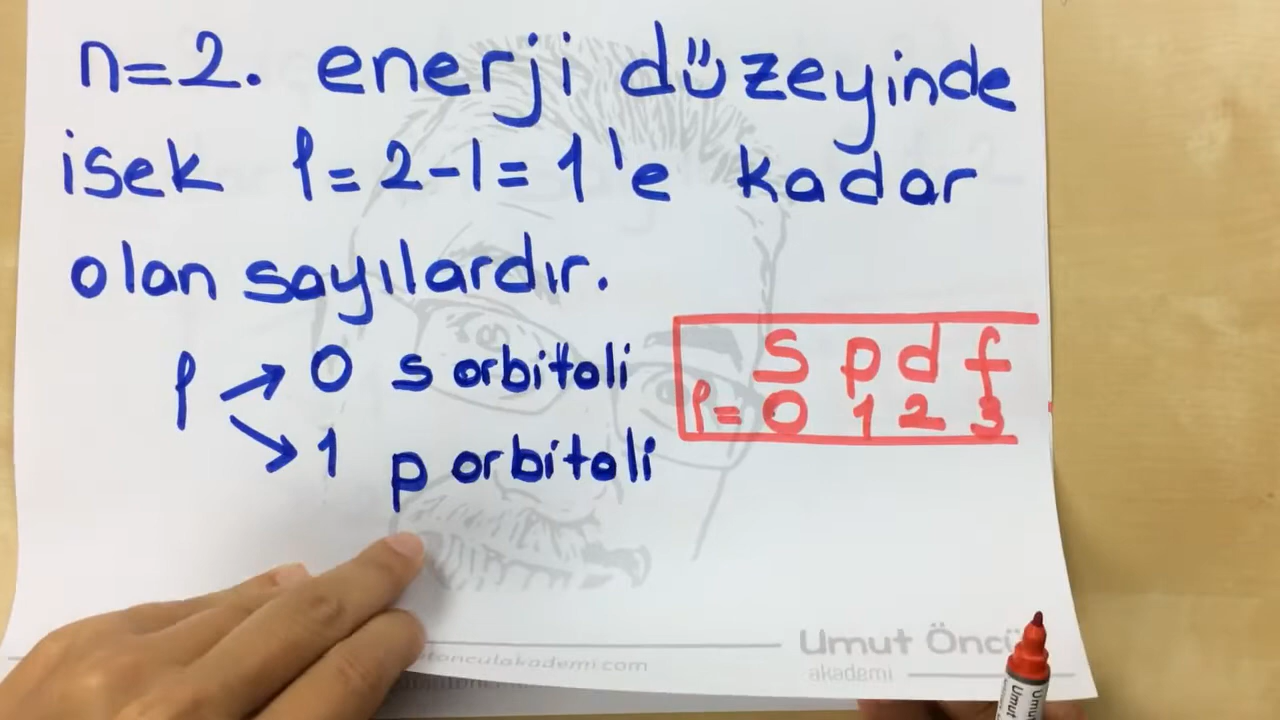 n=2. enerji düzeyinde
isek l=2-1=1'e kadar
olan sayılardır.
l → 0 s orbitali
→ 1 p orbitali
s p d f
l= 0 1 2 3
Umut Öncü
akademi
Umut